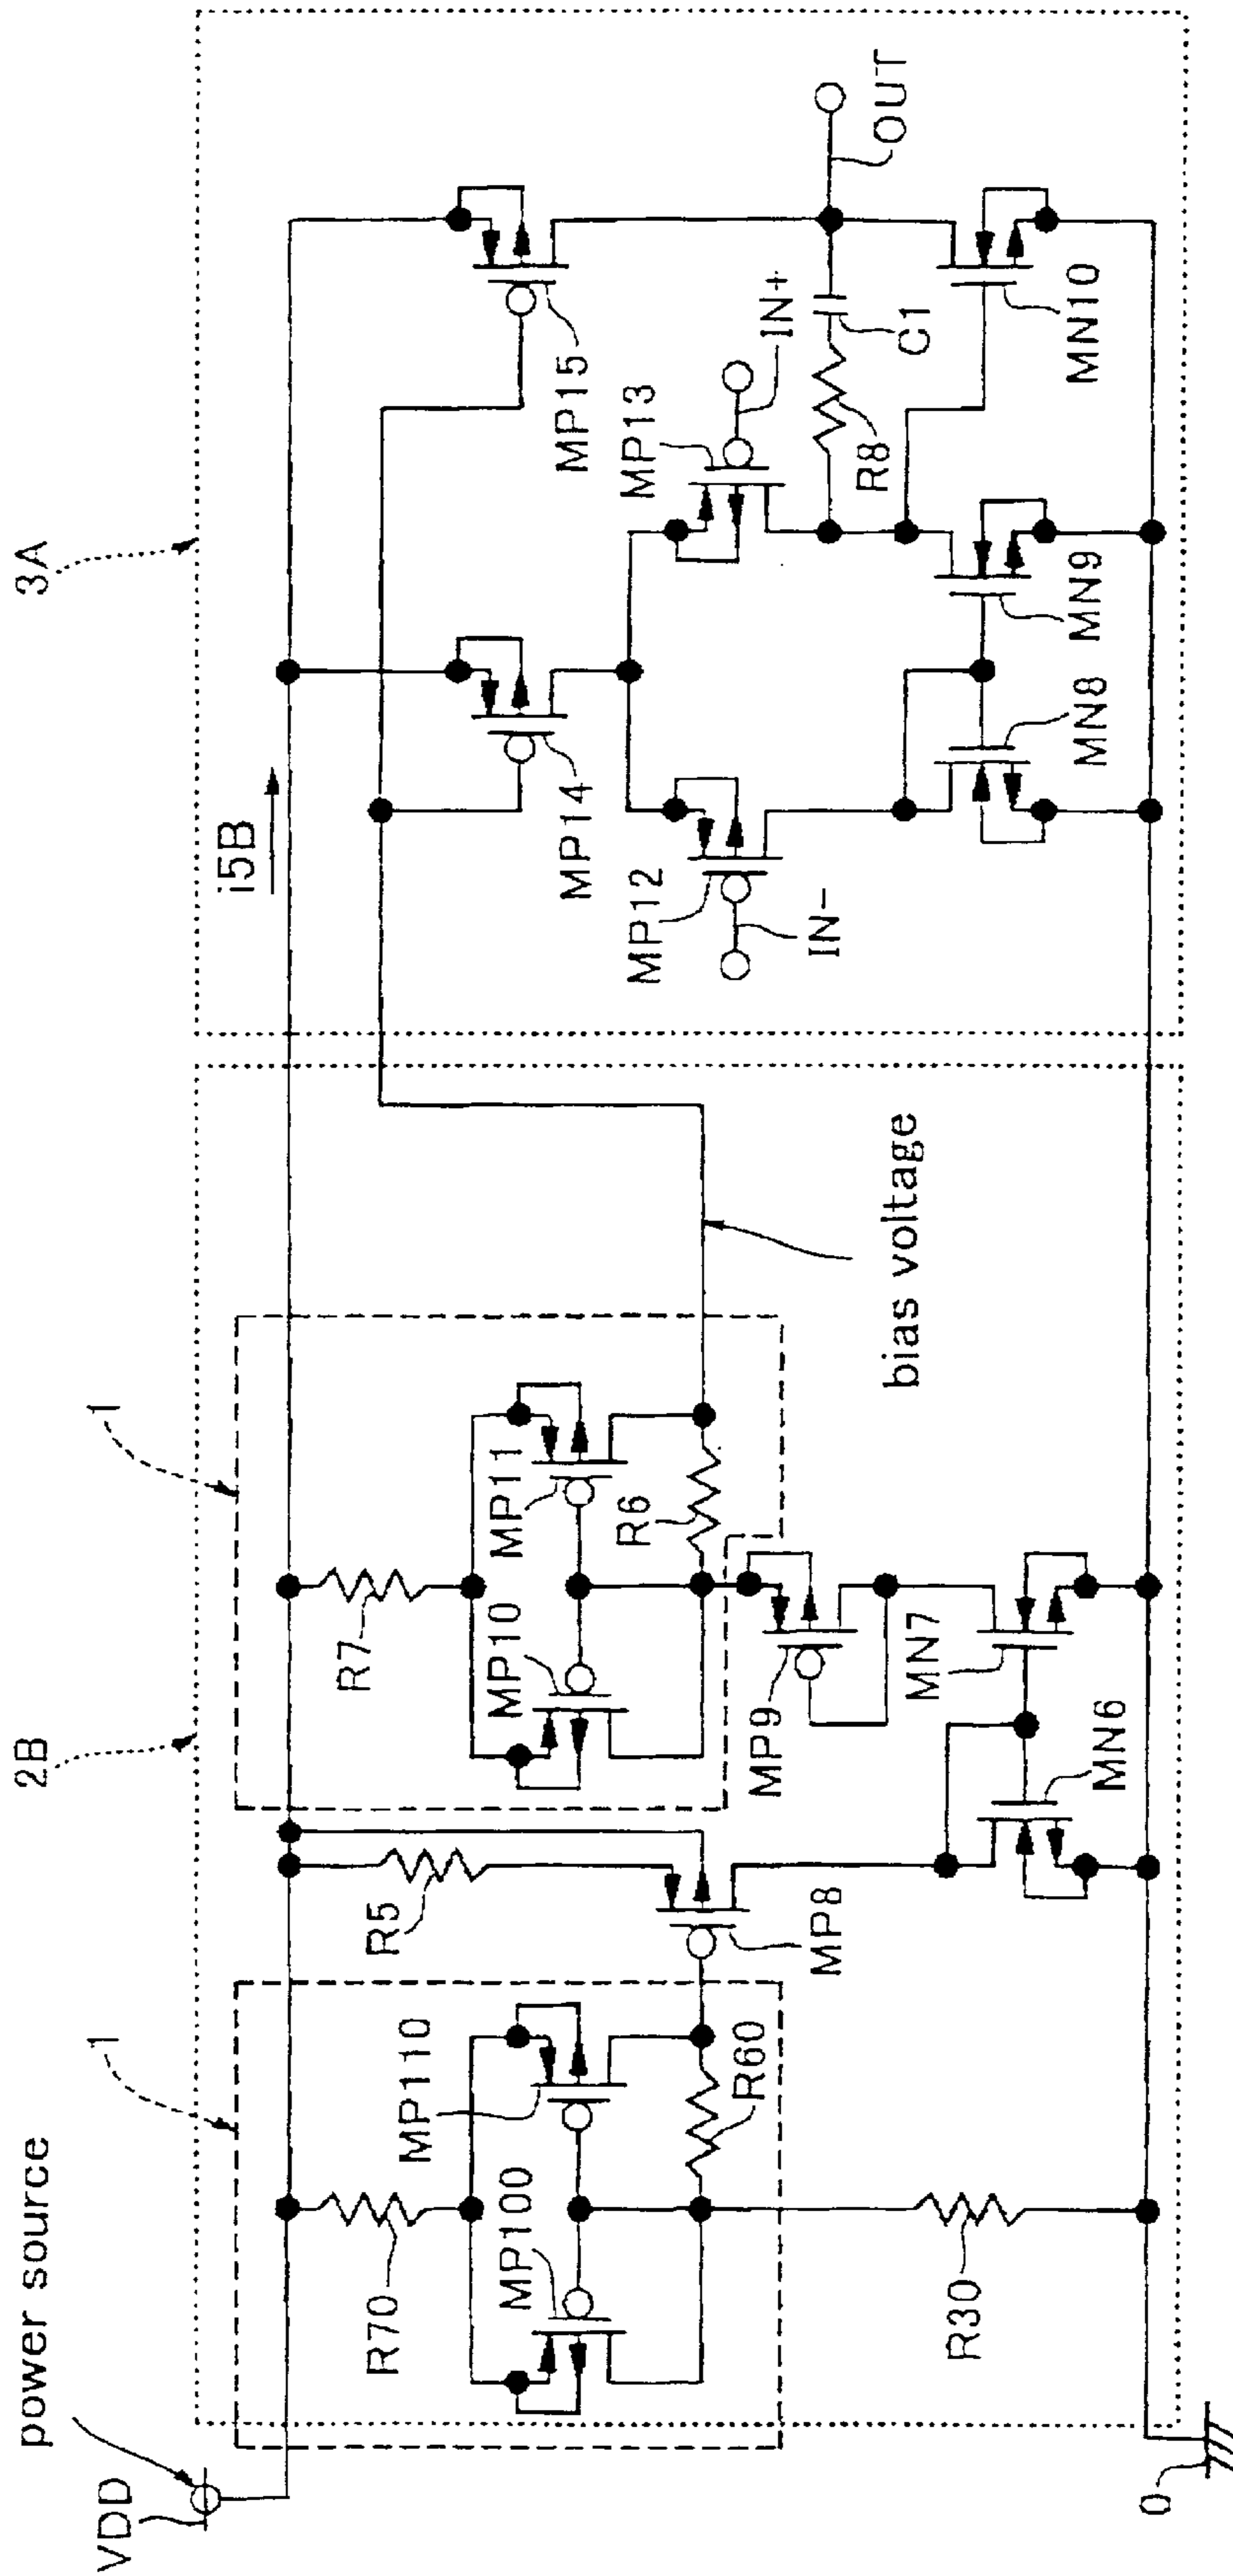 power source
VDD
1
2B
1
3A
i5B
R70
MP100
MP110
R60
R30
R5
MP8
R7
MP10
MP11
R6
MP9
MN7
MN6
bias voltage
MP14
MP15
MP12
IN-
MP13
IN+
R8
C1
OUT
MN8
MN9
MN10
0